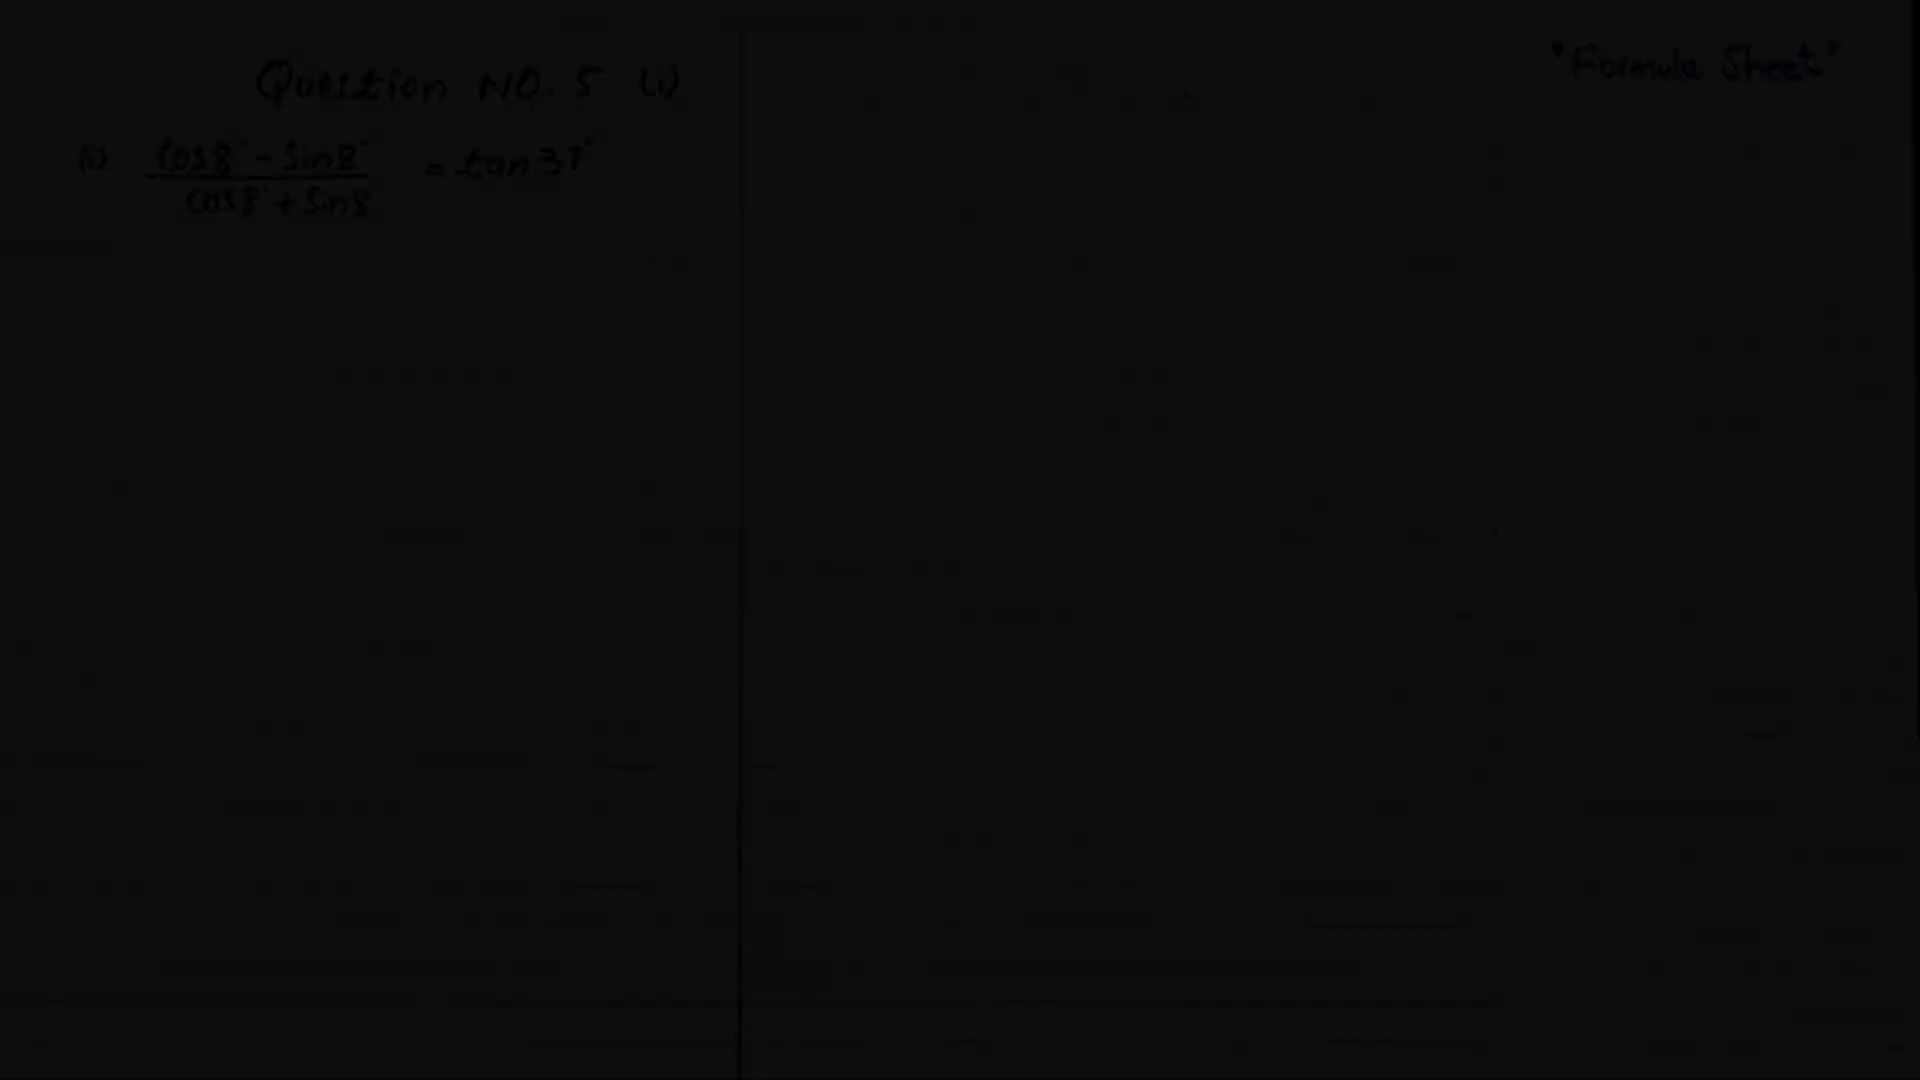 Question NO. 5 (i)
"Formula Sheet"
(i) cos8° - Sin8° / cos8° + Sin8 = tan37°